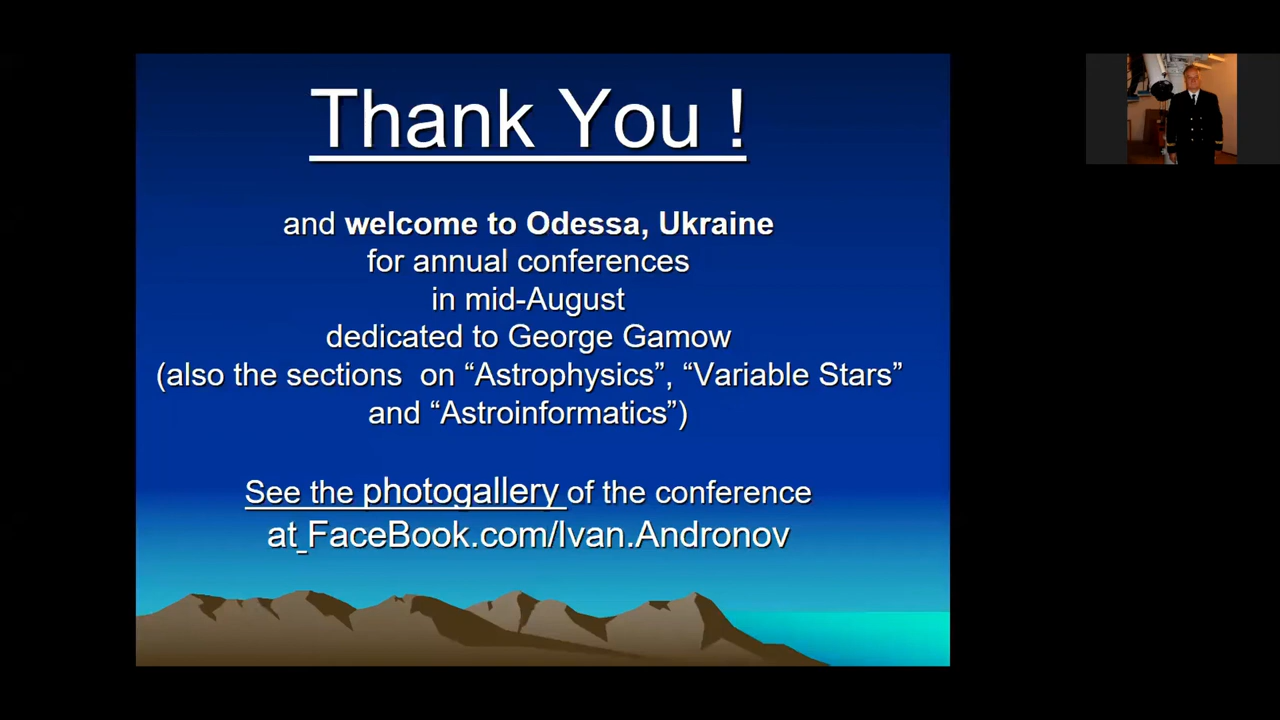 Thank You !
and welcome to Odessa, Ukraine
for annual conferences
in mid-August
dedicated to George Gamow
(also the sections on “Astrophysics”, “Variable Stars”
and “Astroinformatics”)
See the photogallery of the conference
at FaceBook.com/Ivan.Andronov